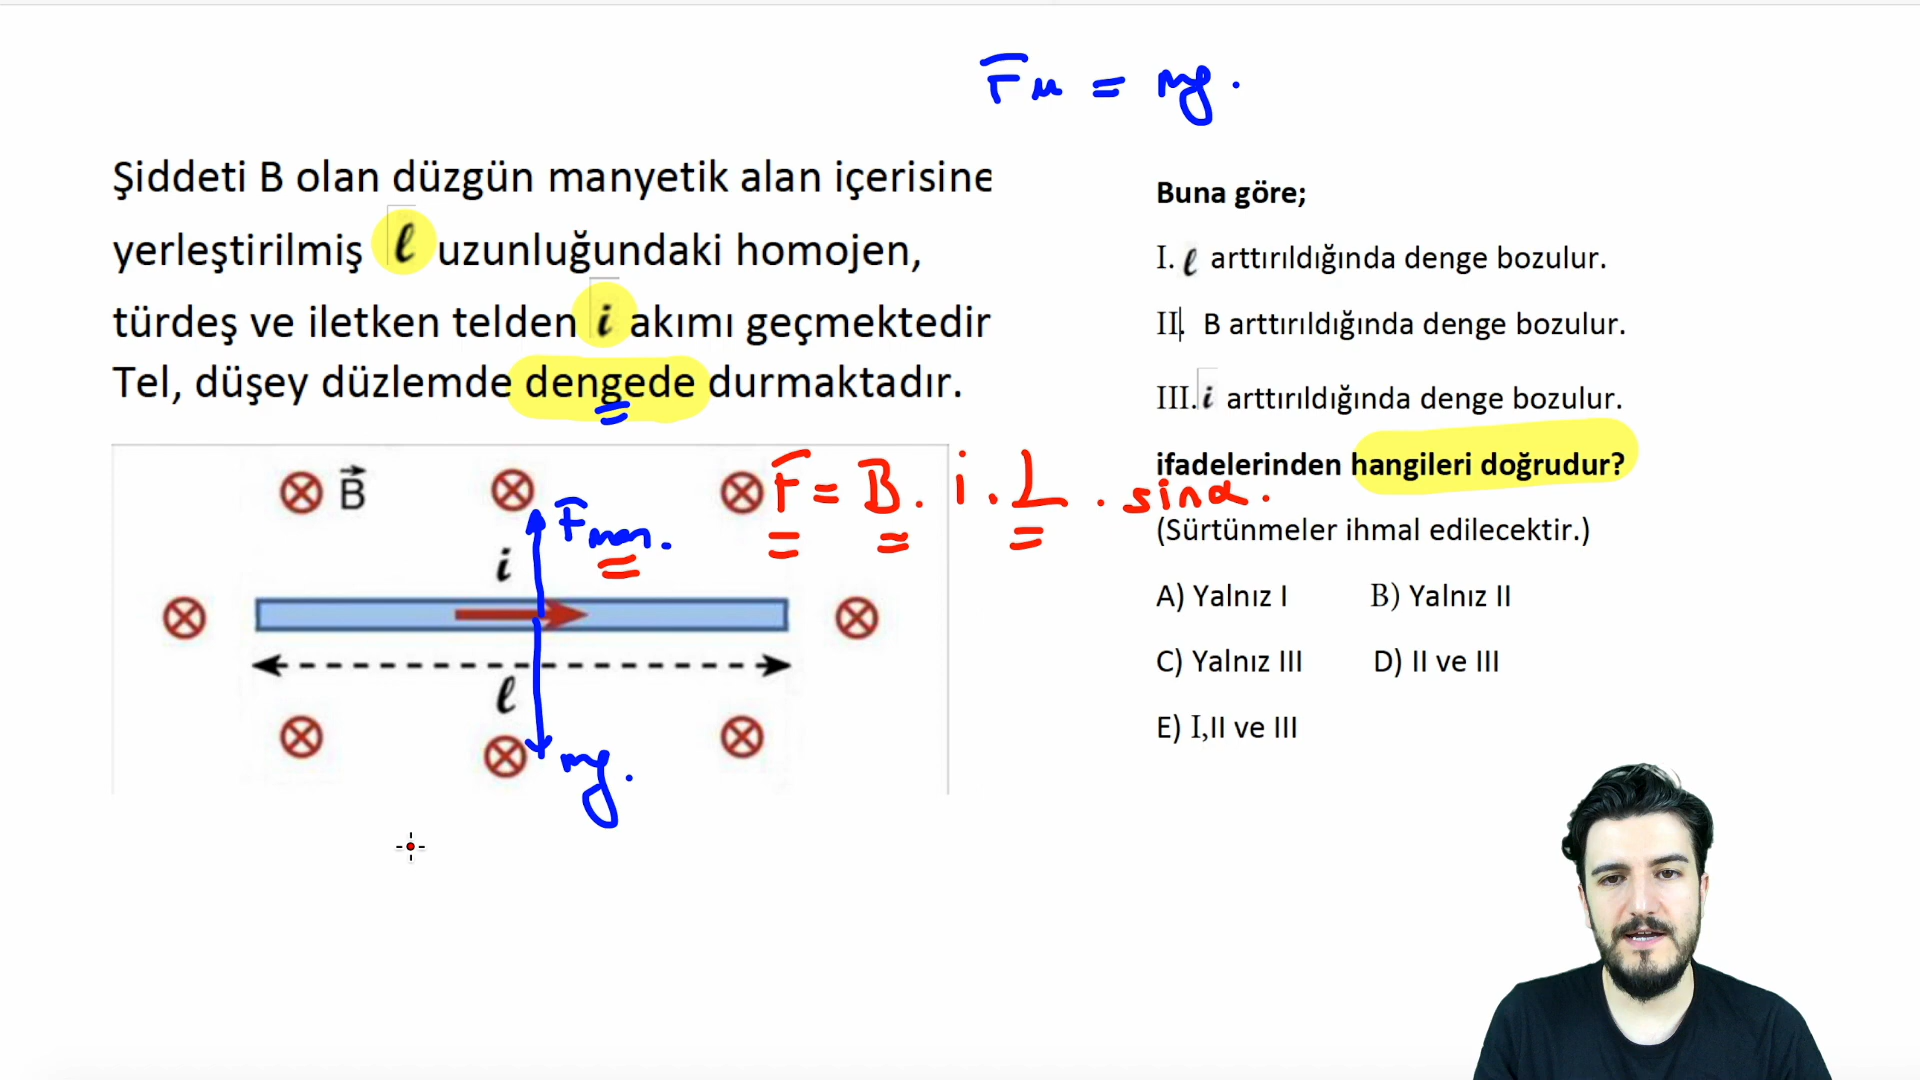 F м = mg.
Şiddeti B olan düzgün manyetik alan içerisine
yerleştirilmiş ℓ uzunluğundaki homojen,
türdeş ve iletken telden i akımı geçmektedir
Tel, düşey düzlemde dengede durmaktadır.
B
F = B . i . L . sinα.
Fman.
i
ℓ
mg.
Buna göre;
I. ℓ arttırıldığında denge bozulur.
II. B arttırıldığında denge bozulur.
III. i arttırıldığında denge bozulur.
ifadelerinden hangileri doğrudur?
(Sürtünmeler ihmal edilecektir.)
A) Yalnız I B) Yalnız II
C) Yalnız III D) II ve III
E) I,II ve III